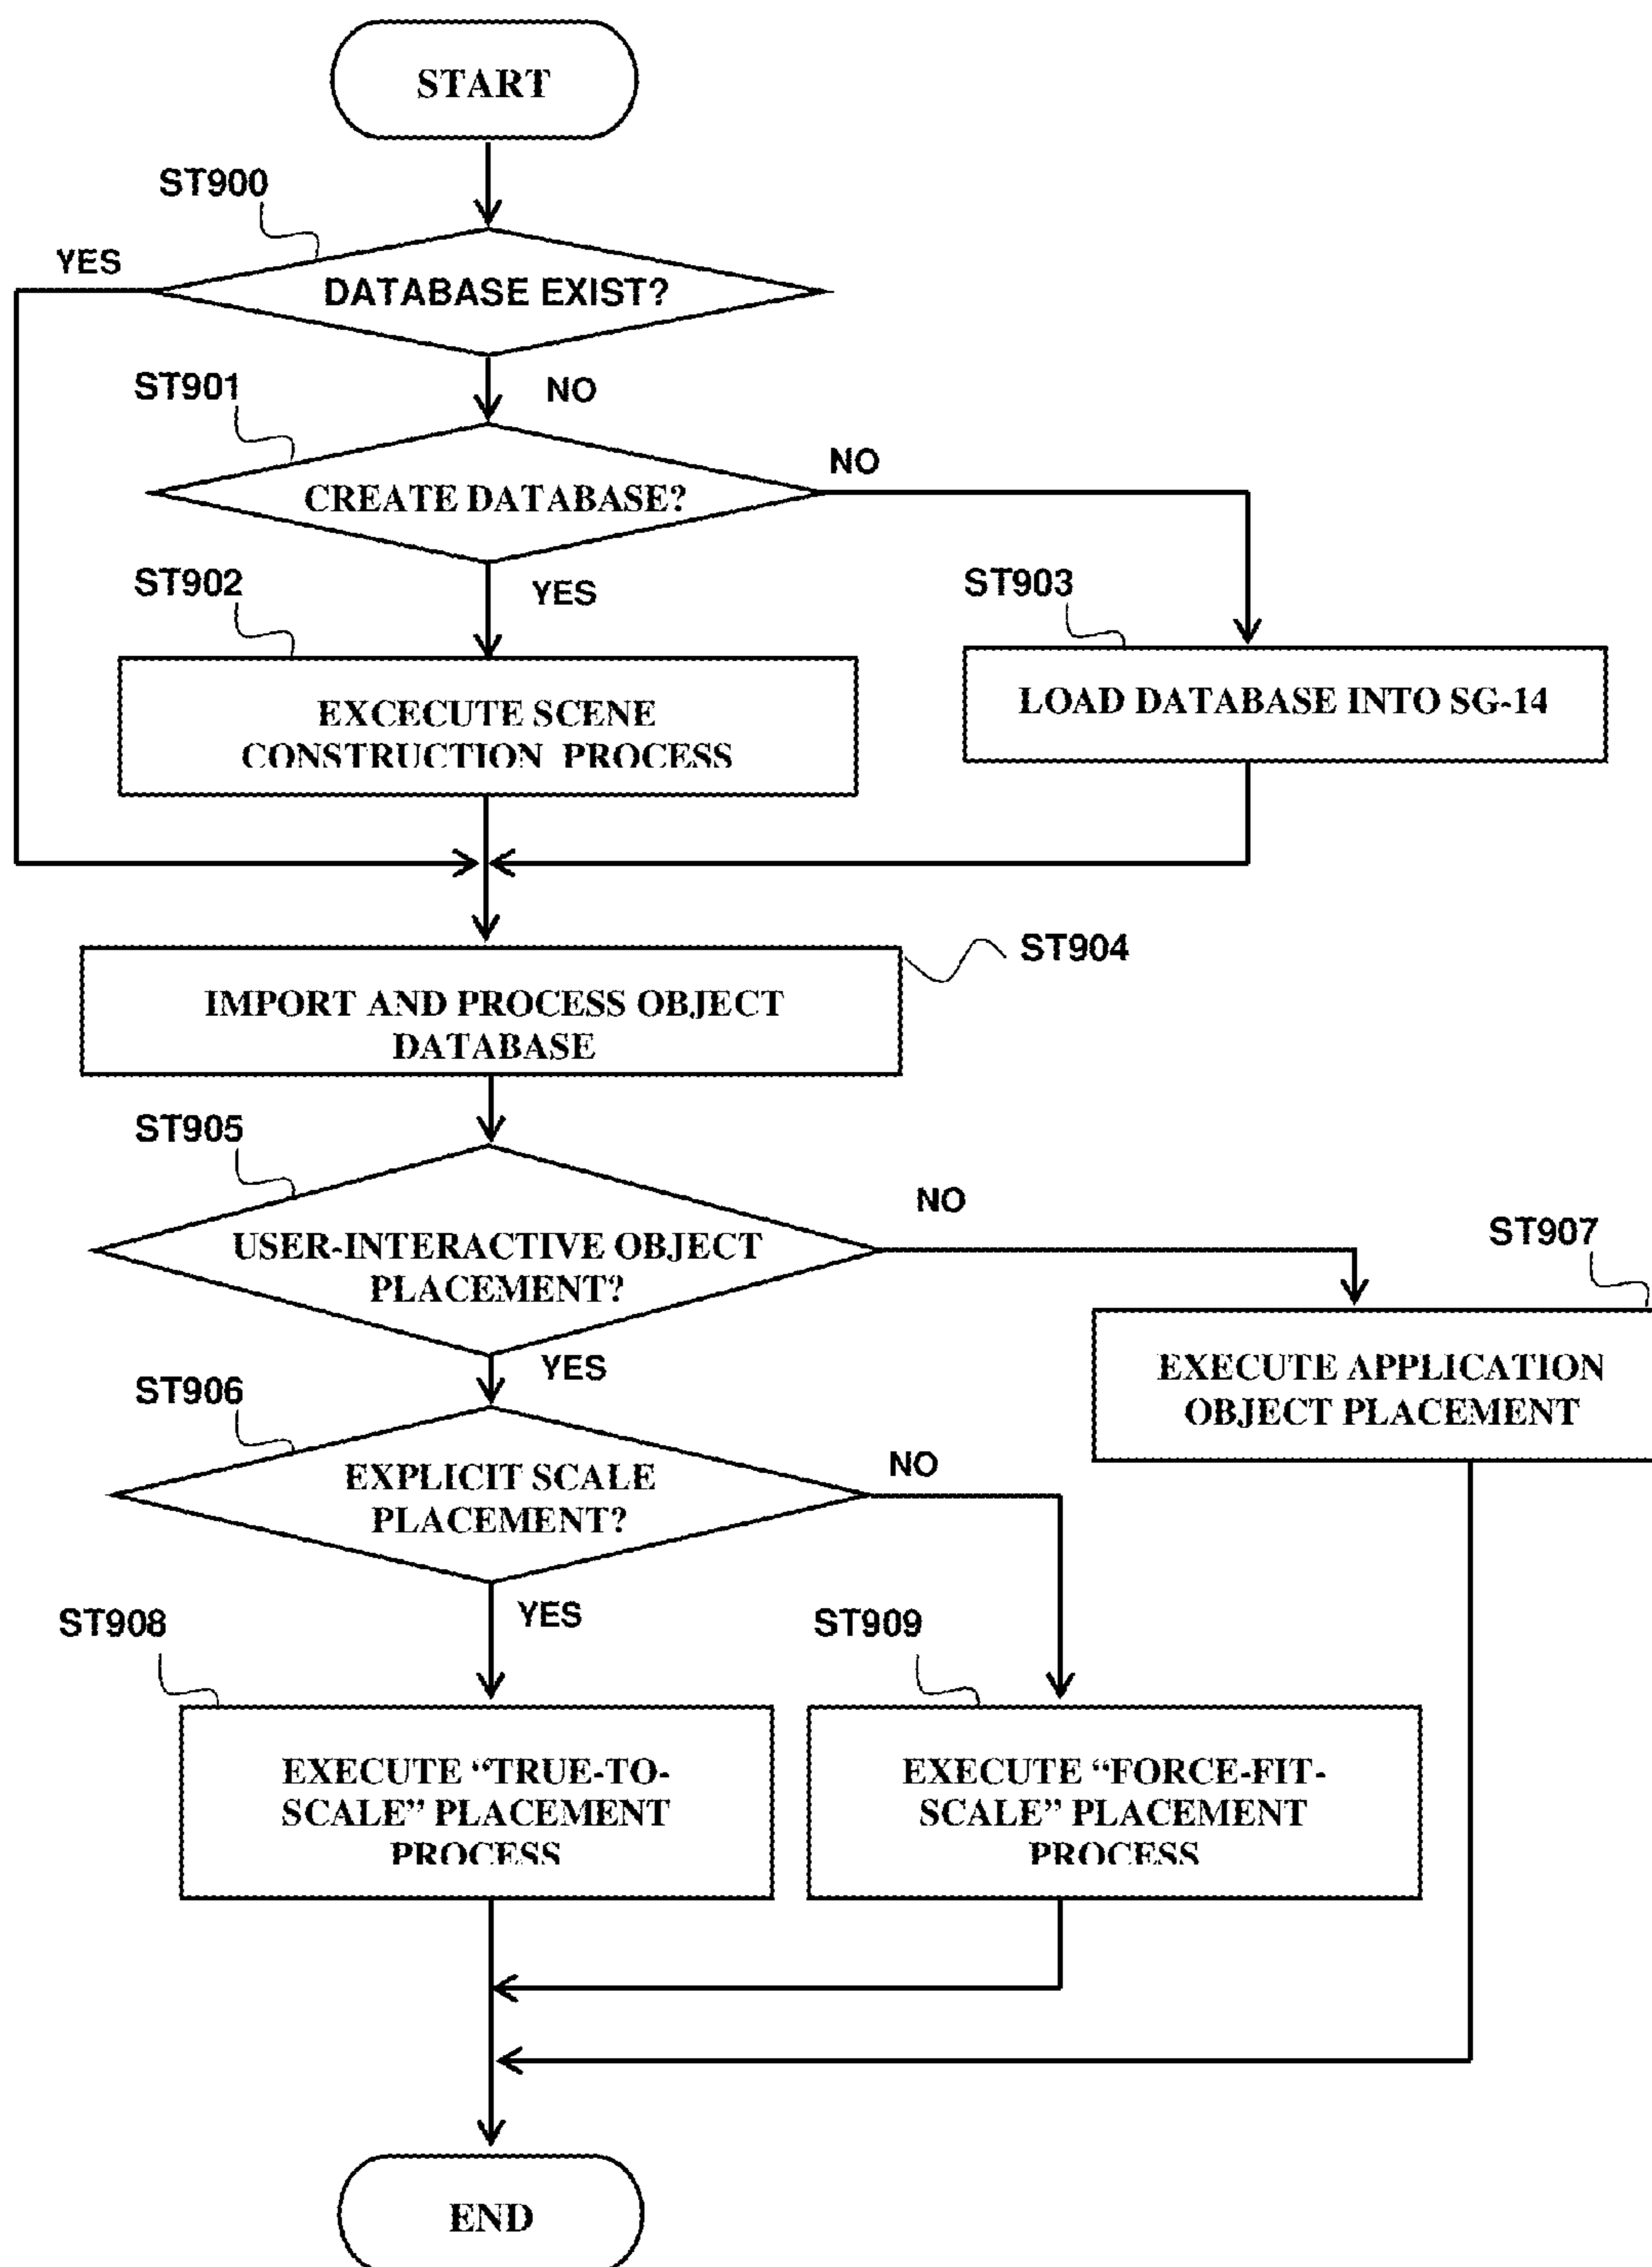 START
ST900
YES
DATABASE EXIST?
ST901
NO
NO
CREATE DATABASE?
ST902
YES
ST903
EXCECUTE SCENE
CONSTRUCTION PROCESS
LOAD DATABASE INTO SG-14
ST904
IMPORT AND PROCESS OBJECT
DATABASE
ST905
NO
USER-INTERACTIVE OBJECT
PLACEMENT?
ST907
YES
EXECUTE APPLICATION
OBJECT PLACEMENT
ST906
NO
EXPLICIT SCALE
PLACEMENT?
ST908
YES
ST909
EXECUTE “TRUE-TO-
SCALE” PLACEMENT
PROCESS
EXECUTE “FORCE-FIT-
SCALE” PLACEMENT
PROCESS
END